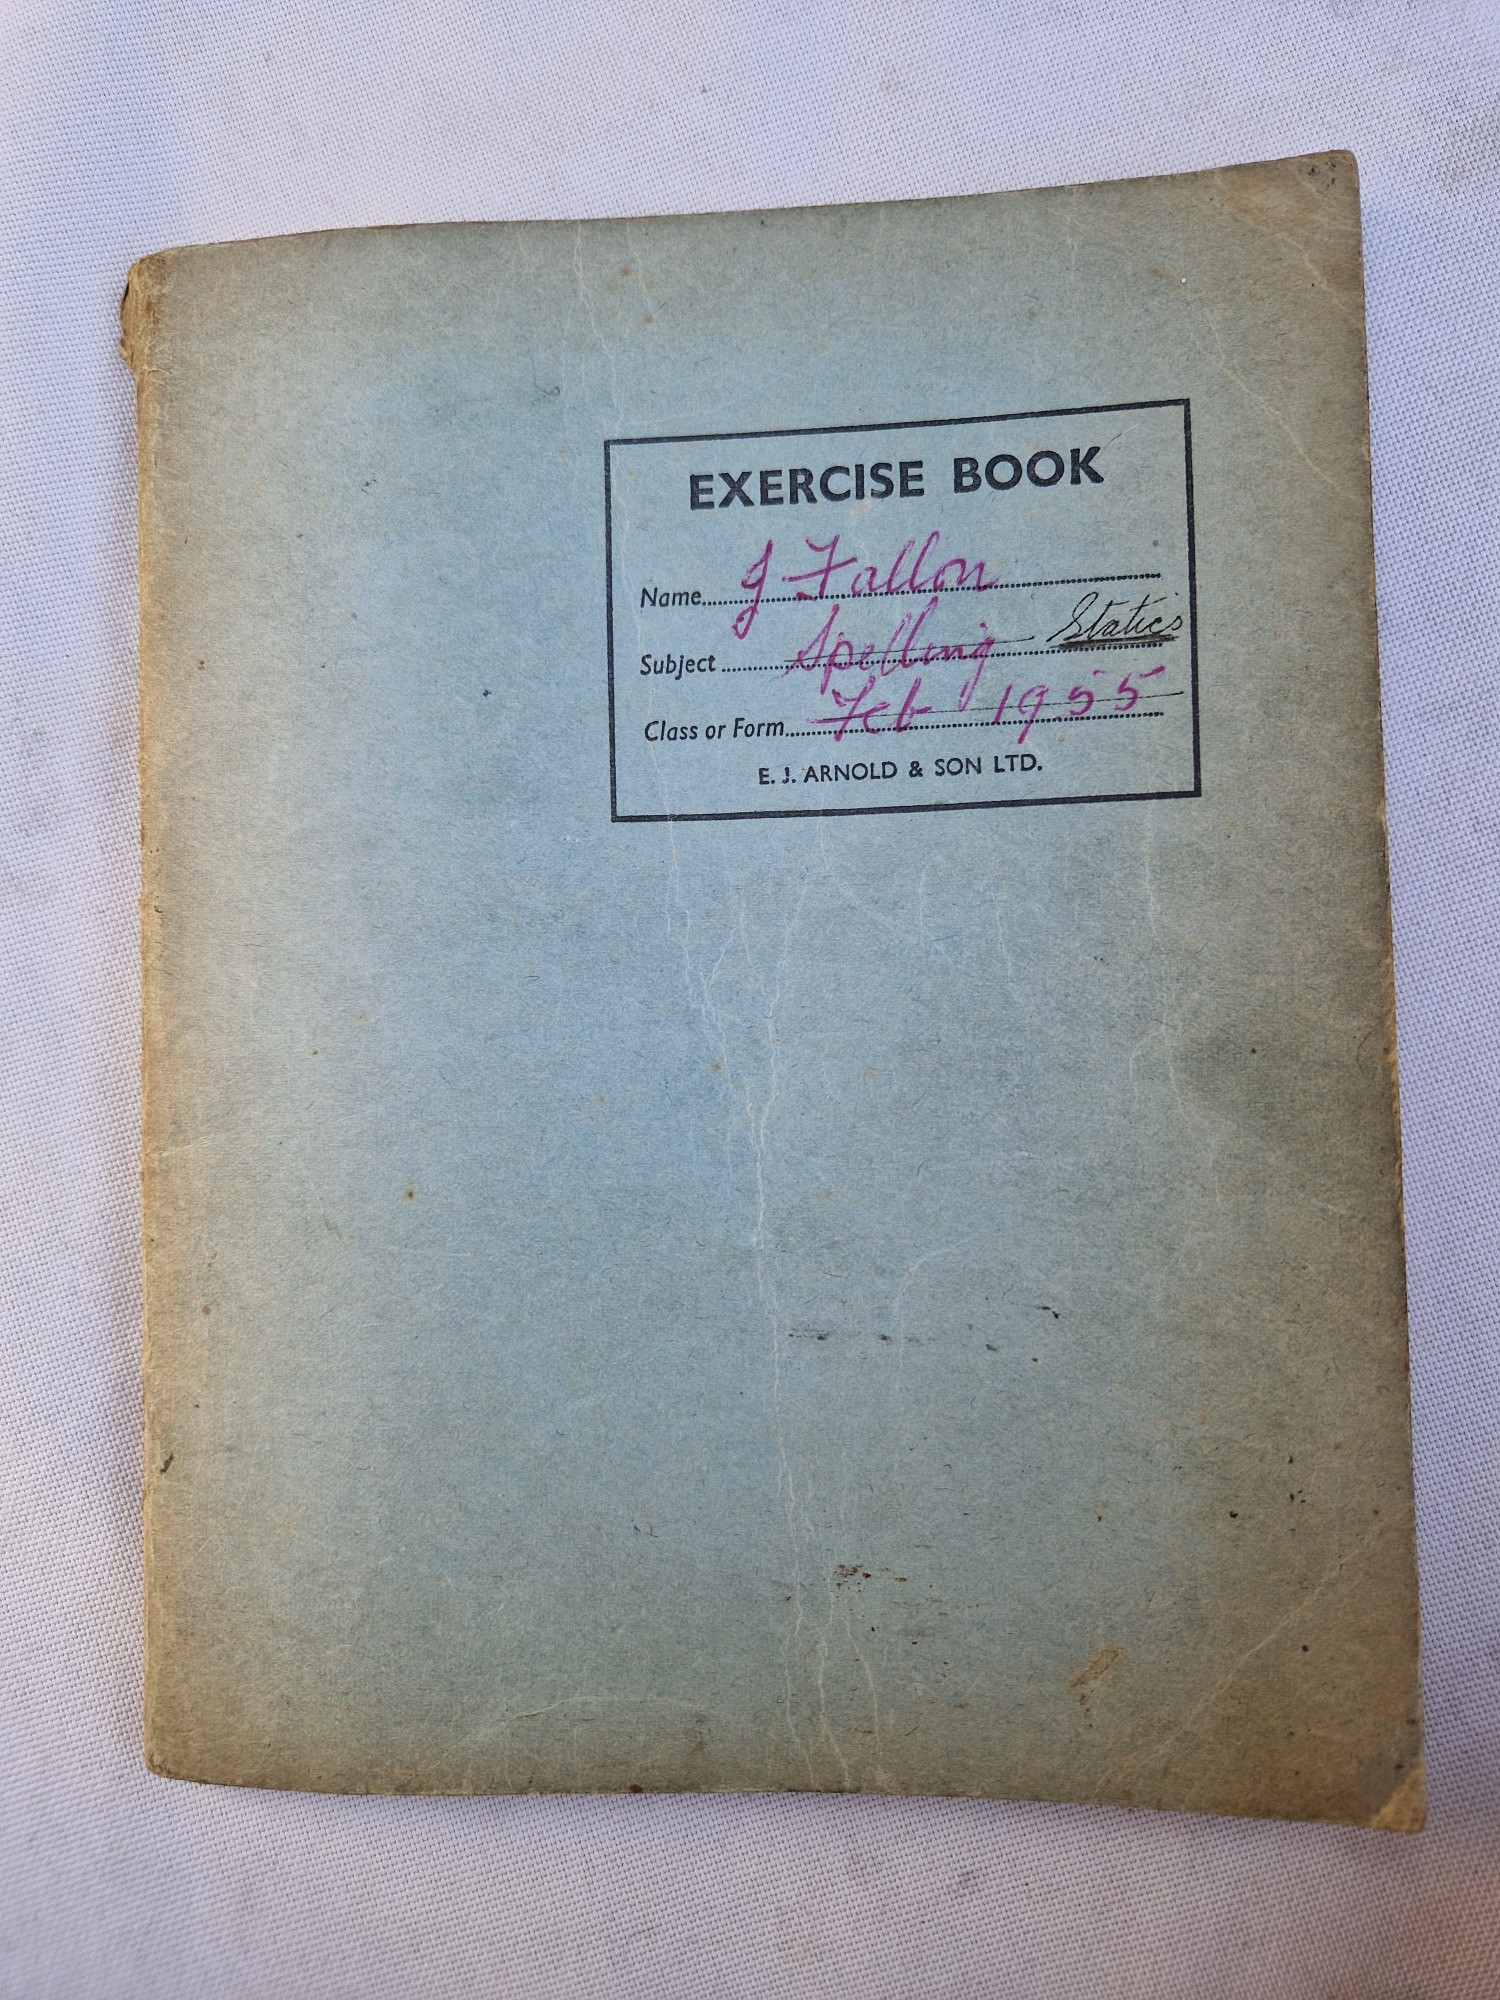 EXERCISE BOOK
Name J Fallon
Subject Spelling Statics
Class or Form Feb 1955
E. J. ARNOLD & SON LTD.